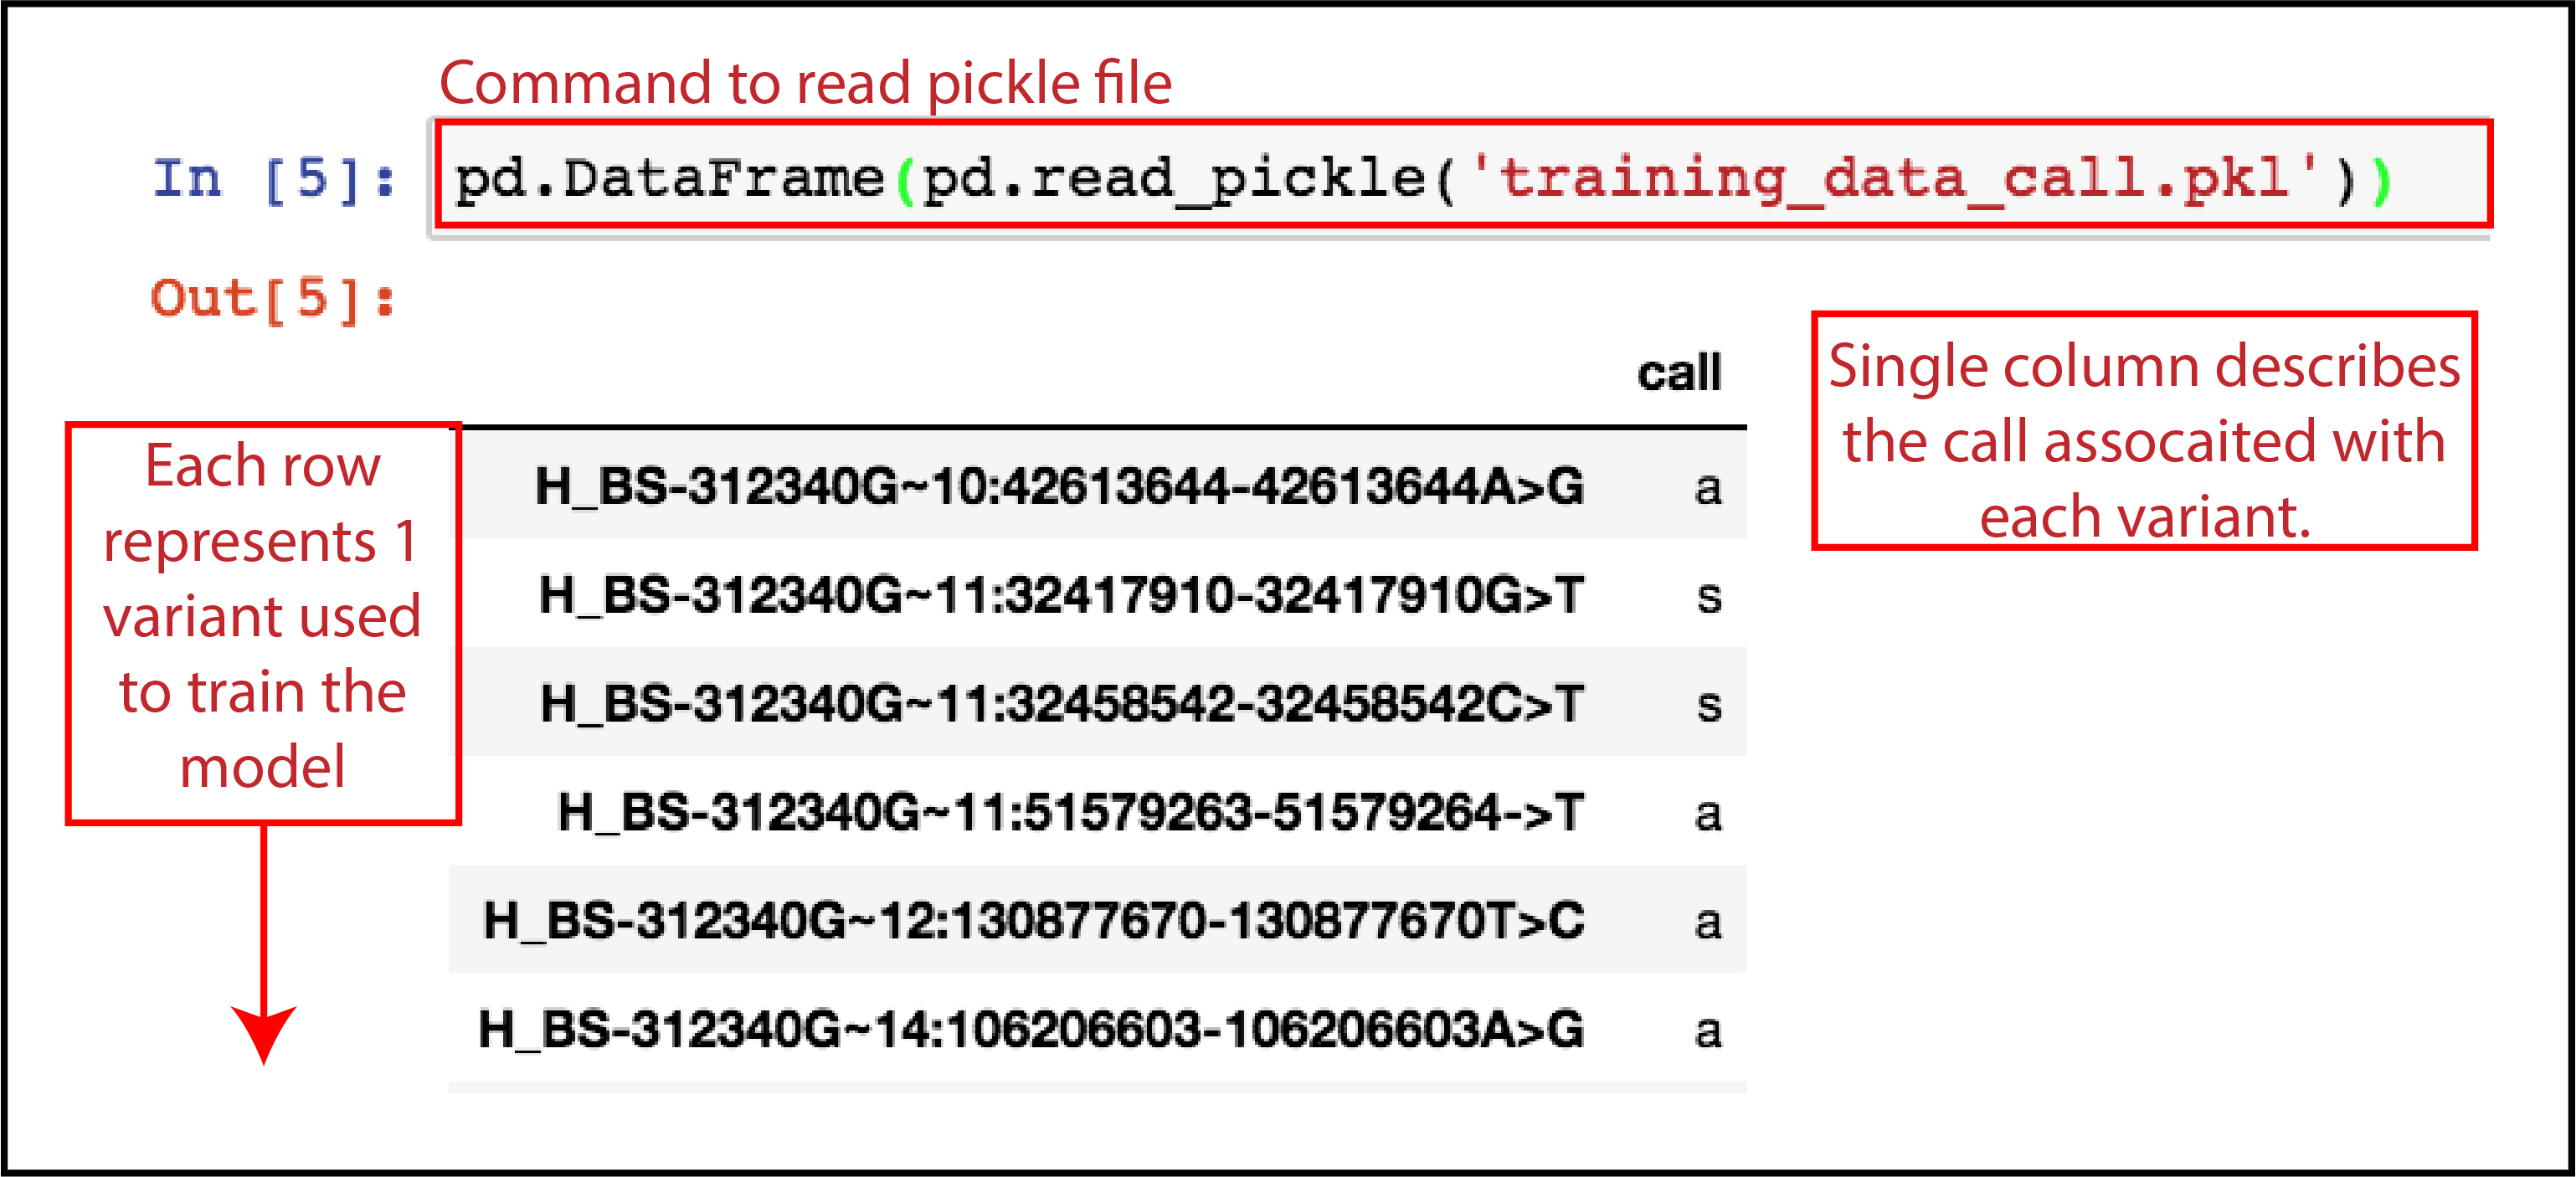 Command to read pickle file
In [5]: pd.DataFrame(pd.read_pickle('training_data_call.pkl'))
Out[5]:
call
Single column describes
the call assocaited with
each variant.
Each row
represents 1
variant used
to train the
model
H_BS-312340G~10:42613644-42613644A>G a
H_BS-312340G~11:32417910-32417910G>T s
H_BS-312340G~11:32458542-32458542C>T s
H_BS-312340G~11:51579263-51579264->T a
H_BS-312340G~12:130877670-130877670T>C a
H_BS-312340G~14:106206603-106206603A>G a